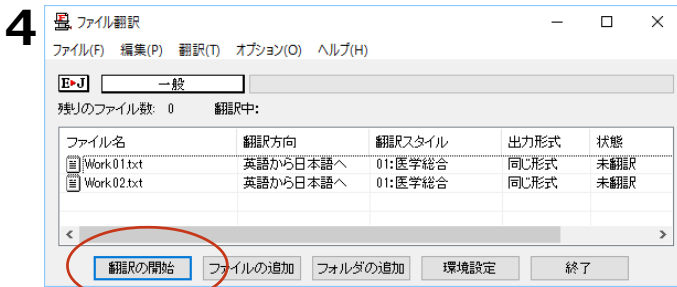 4
ファイル翻訳
ファイル(F) 編集(P) 翻訳(T) オプション(O) ヘルプ(H)
E▸J 一般
残りのファイル数: 0 翻訳中:
ファイル名 翻訳方向 翻訳スタイル 出力形式 状態
Work01.txt 英語から日本語へ 01:医学総合 同じ形式 未翻訳
Work02.txt 英語から日本語へ 01:医学総合 同じ形式 未翻訳
翻訳の開始 ファイルの追加 フォルダの追加 環境設定 終了